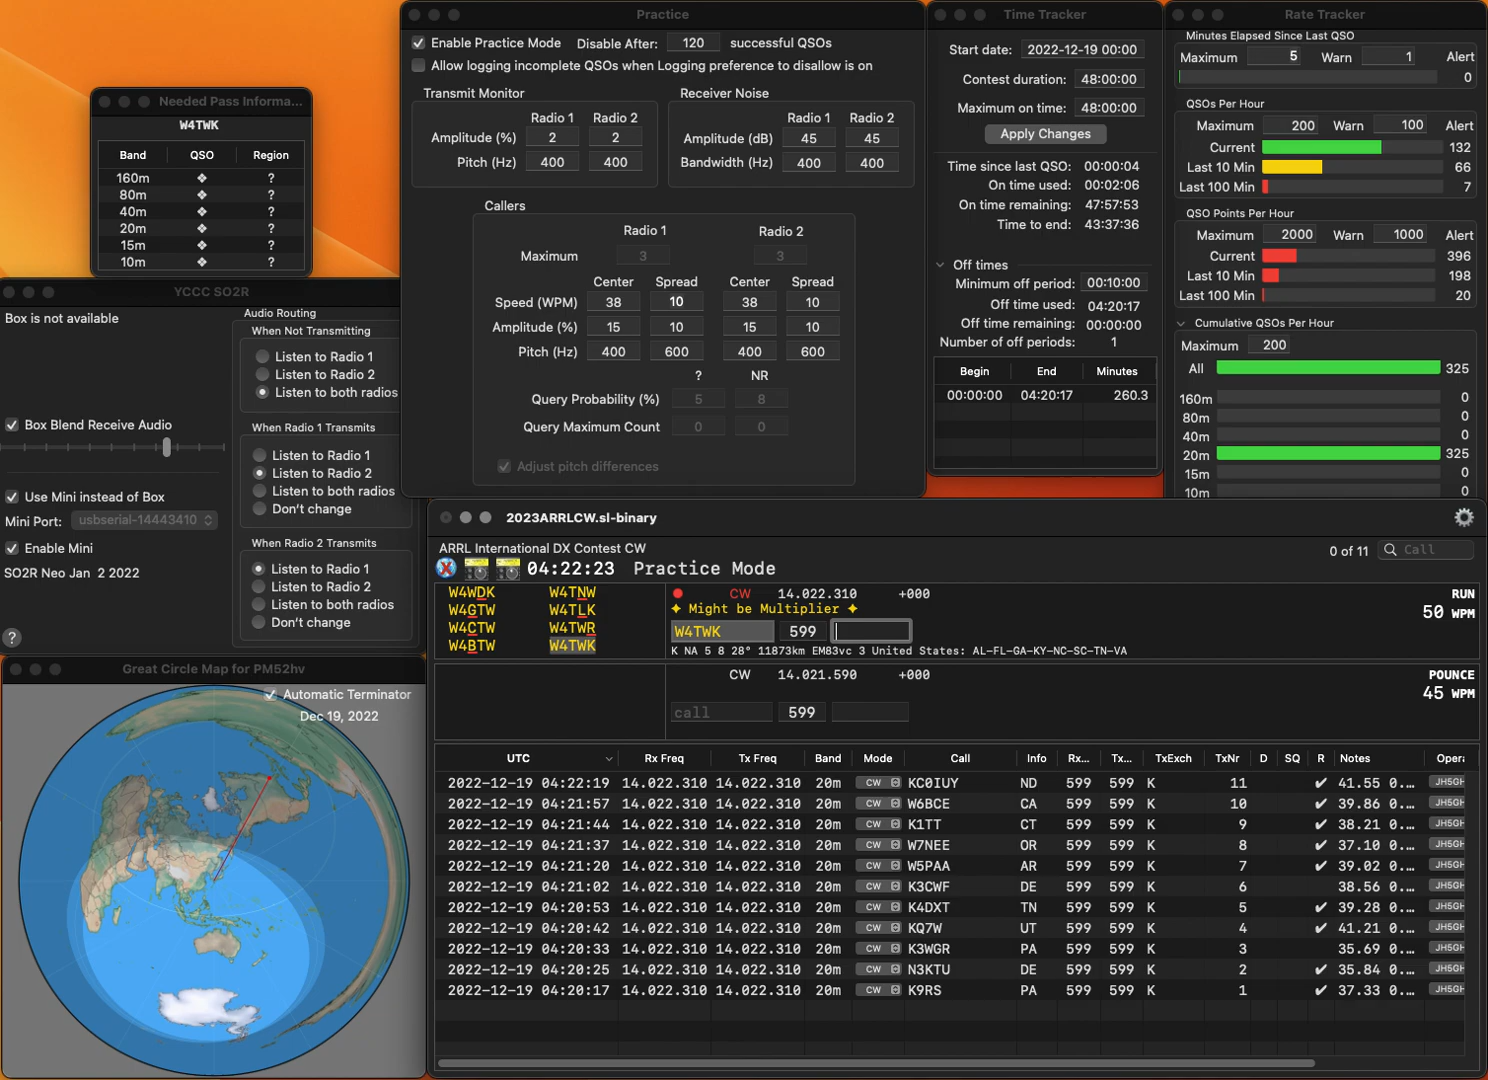 Needed Pass Informa...
W4TWK
Band QSO Region
160m ❖ ?
80m ❖ ?
40m ❖ ?
20m ❖ ?
15m ❖ ?
10m ❖ ?
YCCC SO2R
Box is not available
Box Blend Receive Audio
Use Mini instead of Box
Mini Port: usbserial-14443410
Enable Mini
SO2R Neo Jan 2 2022
?
Audio Routing
When Not Transmitting
Listen to Radio 1
Listen to Radio 2
Listen to both radios
When Radio 1 Transmits
Listen to Radio 1
Listen to Radio 2
Listen to both radios
Don't change
When Radio 2 Transmits
Listen to Radio 1
Listen to Radio 2
Listen to both radios
Don't change
Practice
Enable Practice Mode Disable After: 120 successful QSOs
Allow logging incomplete QSOs when Logging preference to disallow is on
Transmit Monitor
Radio 1 Radio 2
Amplitude (%) 2 2
Pitch (Hz) 400 400
Receiver Noise
Radio 1 Radio 2
Amplitude (dB) 45 45
Bandwidth (Hz) 400 400
Callers
Radio 1 Radio 2
Maximum 3 3
Center Spread Center Spread
Speed (WPM) 38 10 38 10
Amplitude (%) 15 10 15 10
Pitch (Hz) 400 600 400 600
? NR
Query Probability (%) 5 8
Query Maximum Count 0 0
Adjust pitch differences
Time Tracker
Start date: 2022-12-19 00:00
Contest duration: 48:00:00
Maximum on time: 48:00:00
Apply Changes
Time since last QSO: 00:00:04
On time used: 00:02:06
On time remaining: 47:57:53
Time to end: 43:37:36
Off times
Minimum off period: 00:10:00
Off time used: 04:20:17
Off time remaining: 00:00:00
Number of off periods: 1
Begin End Minutes
00:00:00 04:20:17 260.3
Rate Tracker
Minutes Elapsed Since Last QSO
Maximum 5 Warn 1 Alert
0
QSOs Per Hour
Maximum 200 Warn 100 Alert
Current 132
Last 10 Min 66
Last 100 Min 7
QSO Points Per Hour
Maximum 2000 Warn 1000 Alert
Current 396
Last 10 Min 198
Last 100 Min 20
Cumulative QSOs Per Hour
Maximum 200
All 325
160m 0
80m 0
40m 0
20m 325
15m 0
10m 0
Great Circle Map for PM52hv
Automatic Terminator
Dec 19, 2022
2023ARRLCW.sl-binary
ARRL International DX Contest CW
0 of 11 Call
04:22:23 Practice Mode
W4WDK W4TNW
W4GTW W4TLK
W4CTW W4TWR
W4BTW W4TWK
CW 14.022.310 +000
✦ Might be Multiplier ✦
W4TWK 599
K NA 5 8 28° 11873km EM83vc 3 United States: AL-FL-GA-KY-NC-SC-TN-VA
RUN
50 WPM
CW 14.021.590 +000
call 599
POUNCE
45 WPM
UTC Rx Freq Tx Freq Band Mode Call Info Rx... Tx... TxExch TxNr D SQ R Notes Opera
2022-12-19 04:22:19 14.022.310 14.022.310 20m CW KC0IUY ND 599 599 K 11 ✔ 41.55 0.... JH5GH
2022-12-19 04:21:57 14.022.310 14.022.310 20m CW W6BCE CA 599 599 K 10 ✔ 39.86 0.... JH5GH
2022-12-19 04:21:44 14.022.310 14.022.310 20m CW K1TT CT 599 599 K 9 ✔ 38.21 0.... JH5GH
2022-12-19 04:21:37 14.022.310 14.022.310 20m CW W7NEE OR 599 599 K 8 ✔ 37.10 0.... JH5GH
2022-12-19 04:21:20 14.022.310 14.022.310 20m CW W5PAA AR 599 599 K 7 ✔ 39.02 0.... JH5GH
2022-12-19 04:21:02 14.022.310 14.022.310 20m CW K3CWF DE 599 599 K 6 38.56 0.... JH5GH
2022-12-19 04:20:53 14.022.310 14.022.310 20m CW K4DXT TN 599 599 K 5 ✔ 39.28 0.... JH5GH
2022-12-19 04:20:42 14.022.310 14.022.310 20m CW KQ7W UT 599 599 K 4 ✔ 41.21 0.... JH5GH
2022-12-19 04:20:33 14.022.310 14.022.310 20m CW K3WGR PA 599 599 K 3 35.69 0.... JH5GH
2022-12-19 04:20:25 14.022.310 14.022.310 20m CW N3KTU DE 599 599 K 2 ✔ 35.84 0.... JH5GH
2022-12-19 04:20:17 14.022.310 14.022.310 20m CW K9RS PA 599 599 K 1 ✔ 37.33 0.... JH5GH